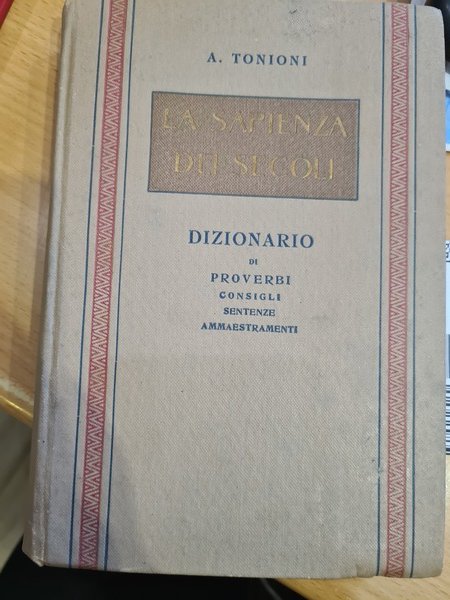 A. TONIONI
LA SAPIENZA
DEI SECOLI
DIZIONARIO
DI
PROVERBI
CONSIGLI
SENTENZE
AMMAESTRAMENTI